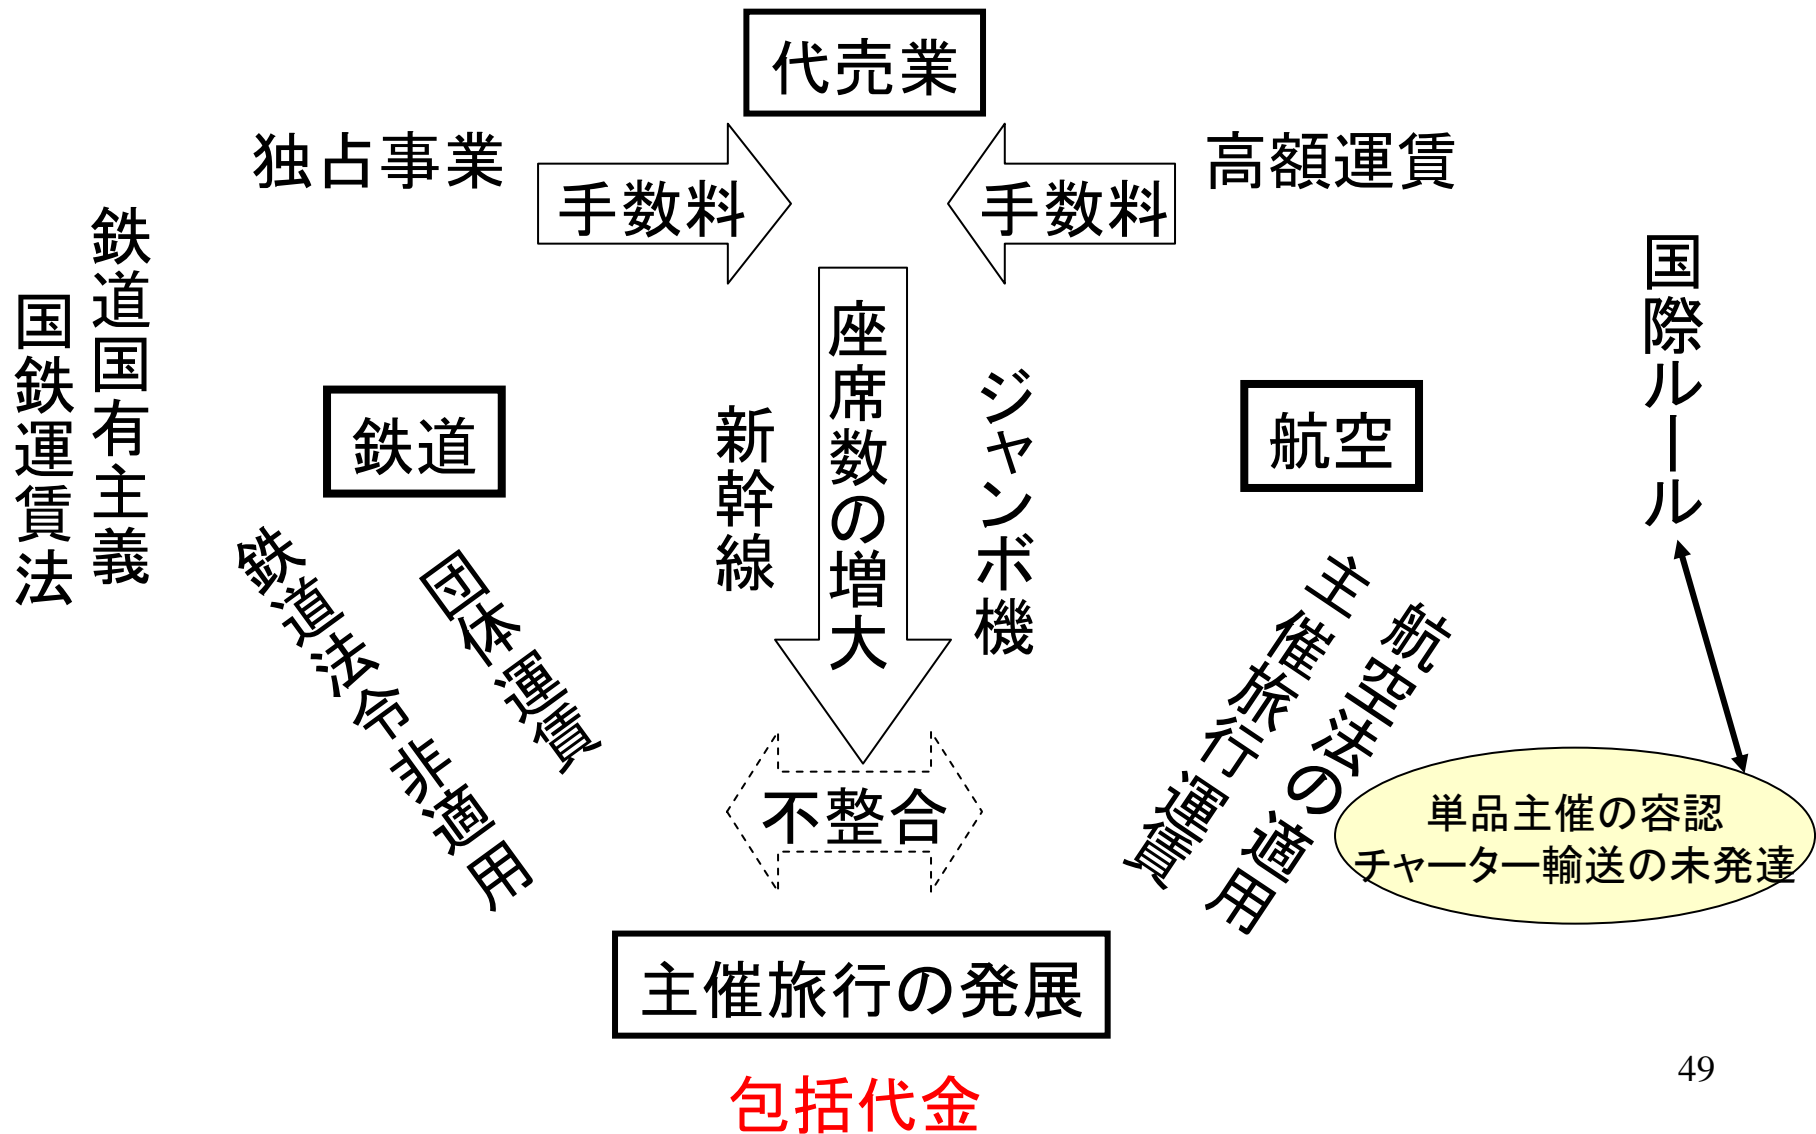 代売業
独占事業
高額運賃
手数料
手数料
鉄道国有主義
国鉄運賃法
国際ルール
座席数の増大
鉄道
新幹線
ジャンボ機
航空
鉄道法令非適用
団体運賃
主催旅行運賃
航空法の適用
不整合
単品主催の容認
チャーター輸送の未発達
主催旅行の発展
包括代金
49